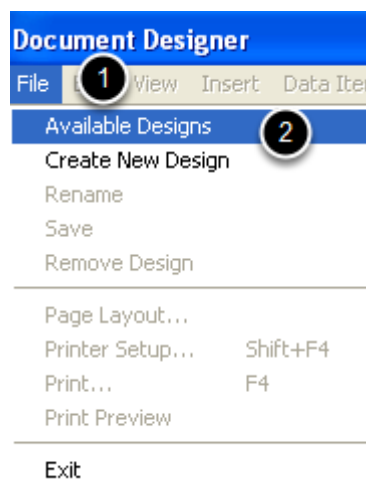 Document Designer
File View Insert Data Ite
1
Available Designs
2
Create New Design
Rename
Save
Remove Design
Page Layout...
Printer Setup... Shift+F4
Print... F4
Print Preview
Exit